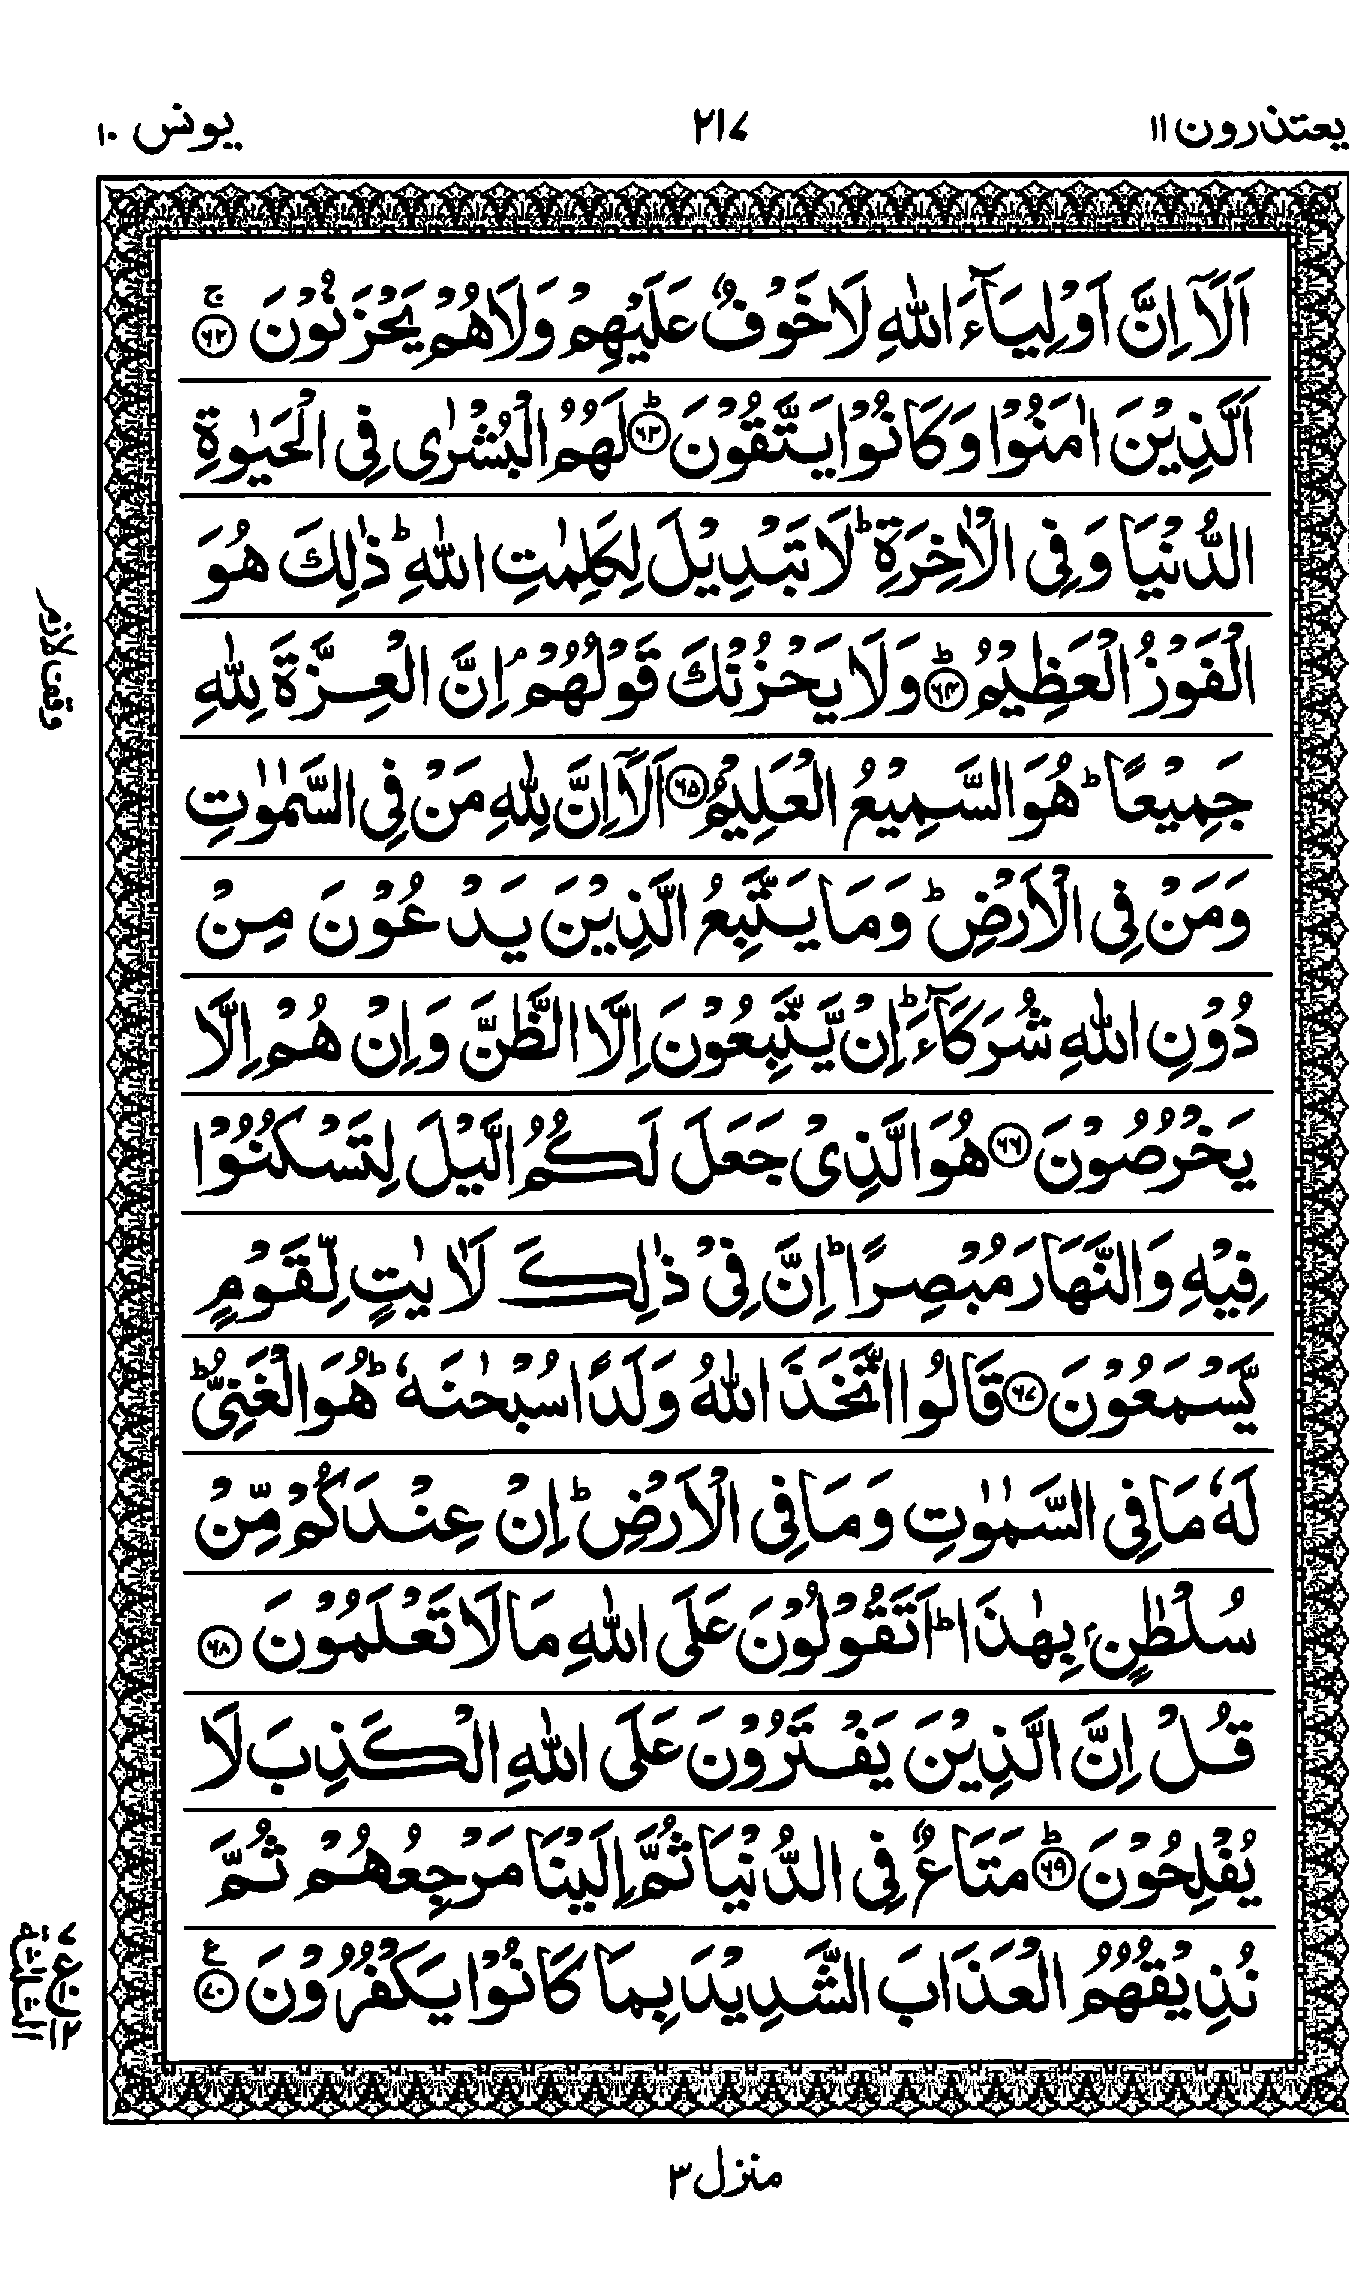 يعتذرون ١١
٢١٧
يونس ١٠
اَلَاۤ اِنَّ اَوْلِيَآءَ اللّٰهِ لَا خَوْفٌ عَلَيْهِمْ وَلَا هُمْ يَحْزَنُوْنَ ۚ ﴿٦٢﴾
اَلَّذِيْنَ اٰمَنُوْا وَكَانُوْا يَتَّقُوْنَ ؕ ﴿٦٣﴾ لَهُمُ الْبُشْرٰى فِى الْحَيٰوةِ
الدُّنْيَا وَفِى الْاٰخِرَةِ ؕ لَا تَبْدِيْلَ لِكَلِمٰتِ اللّٰهِ ؕ ذٰلِكَ هُوَ
الْفَوْزُ الْعَظِيْمُ ؕ ﴿٦٤﴾ وَلَا يَحْزُنْكَ قَوْلُهُمْ ۘ اِنَّ الْعِزَّةَ لِلّٰهِ
جَمِيْعًا ؕ هُوَ السَّمِيْعُ الْعَلِيْمُ ﴿٦٥﴾ اَلَاۤ اِنَّ لِلّٰهِ مَنْ فِى السَّمٰوٰتِ
وَمَنْ فِى الْاَرْضِ ؕ وَمَا يَتَّبِعُ الَّذِيْنَ يَدْعُوْنَ مِنْ
دُوْنِ اللّٰهِ شُرَكَآءَ ؕ اِنْ يَّتَّبِعُوْنَ اِلَّا الظَّنَّ وَاِنْ هُمْ اِلَّا
يَخْرُصُوْنَ ﴿٦٦﴾ هُوَ الَّذِىْ جَعَلَ لَكُمُ الَّيْلَ لِتَسْكُنُوْا
فِيْهِ وَالنَّهَارَ مُبْصِرًا ؕ اِنَّ فِىْ ذٰلِكَ لَاٰيٰتٍ لِّقَوْمٍ
يَّسْمَعُوْنَ ﴿٦٧﴾ قَالُوا اتَّخَذَ اللّٰهُ وَلَدًا سُبْحٰنَهٗ ؕ هُوَ الْغَنِىُّ ؕ
لَهٗ مَا فِى السَّمٰوٰتِ وَمَا فِى الْاَرْضِ ؕ اِنْ عِنْدَكُمْ مِّنْ
سُلْطٰنٍۭ بِهٰذَا ؕ اَتَقُوْلُوْنَ عَلَى اللّٰهِ مَا لَا تَعْلَمُوْنَ ﴿٦٨﴾
قُلْ اِنَّ الَّذِيْنَ يَفْتَرُوْنَ عَلَى اللّٰهِ الْكَذِبَ لَا
يُفْلِحُوْنَ ؕ ﴿٦٩﴾ مَتَاعٌ فِى الدُّنْيَا ثُمَّ اِلَيْنَا مَرْجِعُهُمْ ثُمَّ
نُذِيْقُهُمُ الْعَذَابَ الشَّدِيْدَ بِمَا كَانُوْا يَكْفُرُوْنَ ﴿٧٠﴾ ع
وقف لازم
الثلثة
منزل ٣